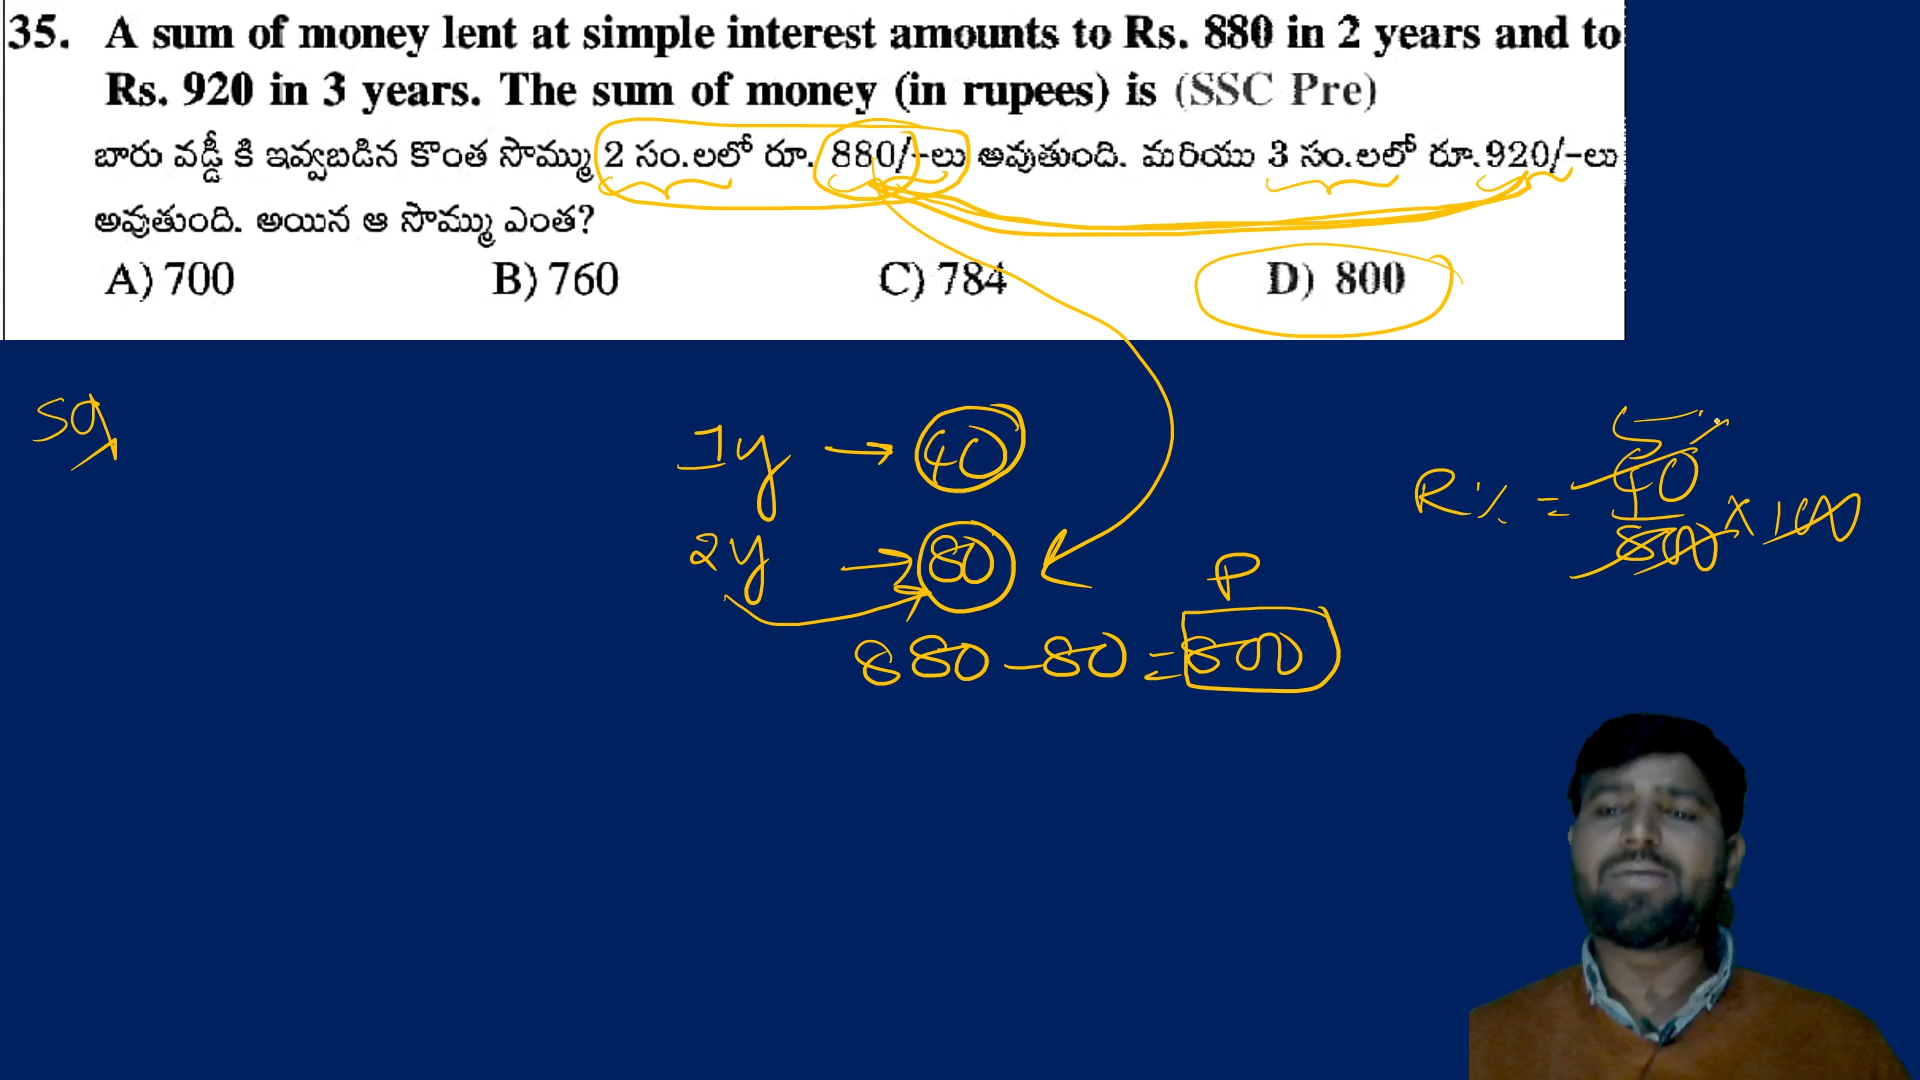 35. A sum of money lent at simple interest amounts to Rs. 880 in 2 years and to
Rs. 920 in 3 years. The sum of money (in rupees) is (SSC Pre)
బారు వడ్డీ కి ఇవ్వబడిన కొంత సొమ్ము 2 సం.లలో రూ. 880/-లు అవుతుంది. మరియు 3 సం.లలో రూ.920/-లు
అవుతుంది. అయిన ఆ సొమ్ము ఎంత?
A) 700 B) 760 C) 784 D) 800
1y → 40
2y → 80
880 - 80 = 800
P
R% = 40/800 × 100
5%